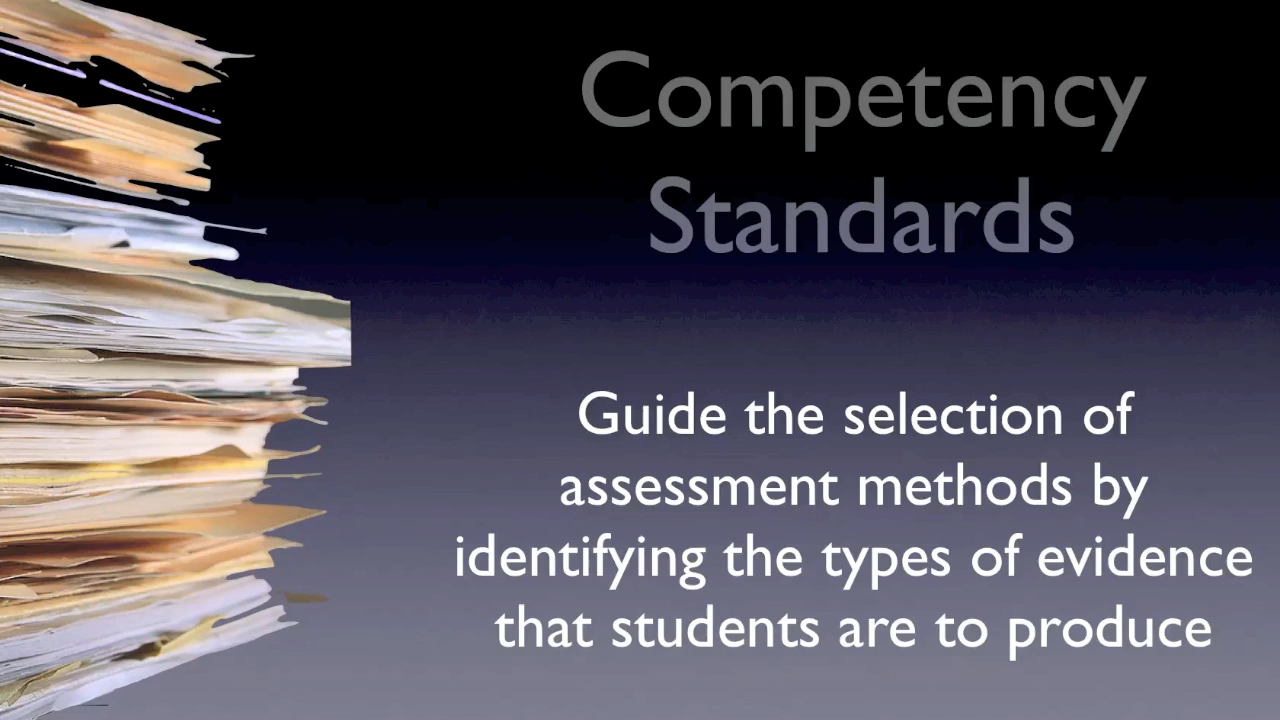 Competency
Standards
Guide the selection of
assessment methods by
identifying the types of evidence
that students are to produce